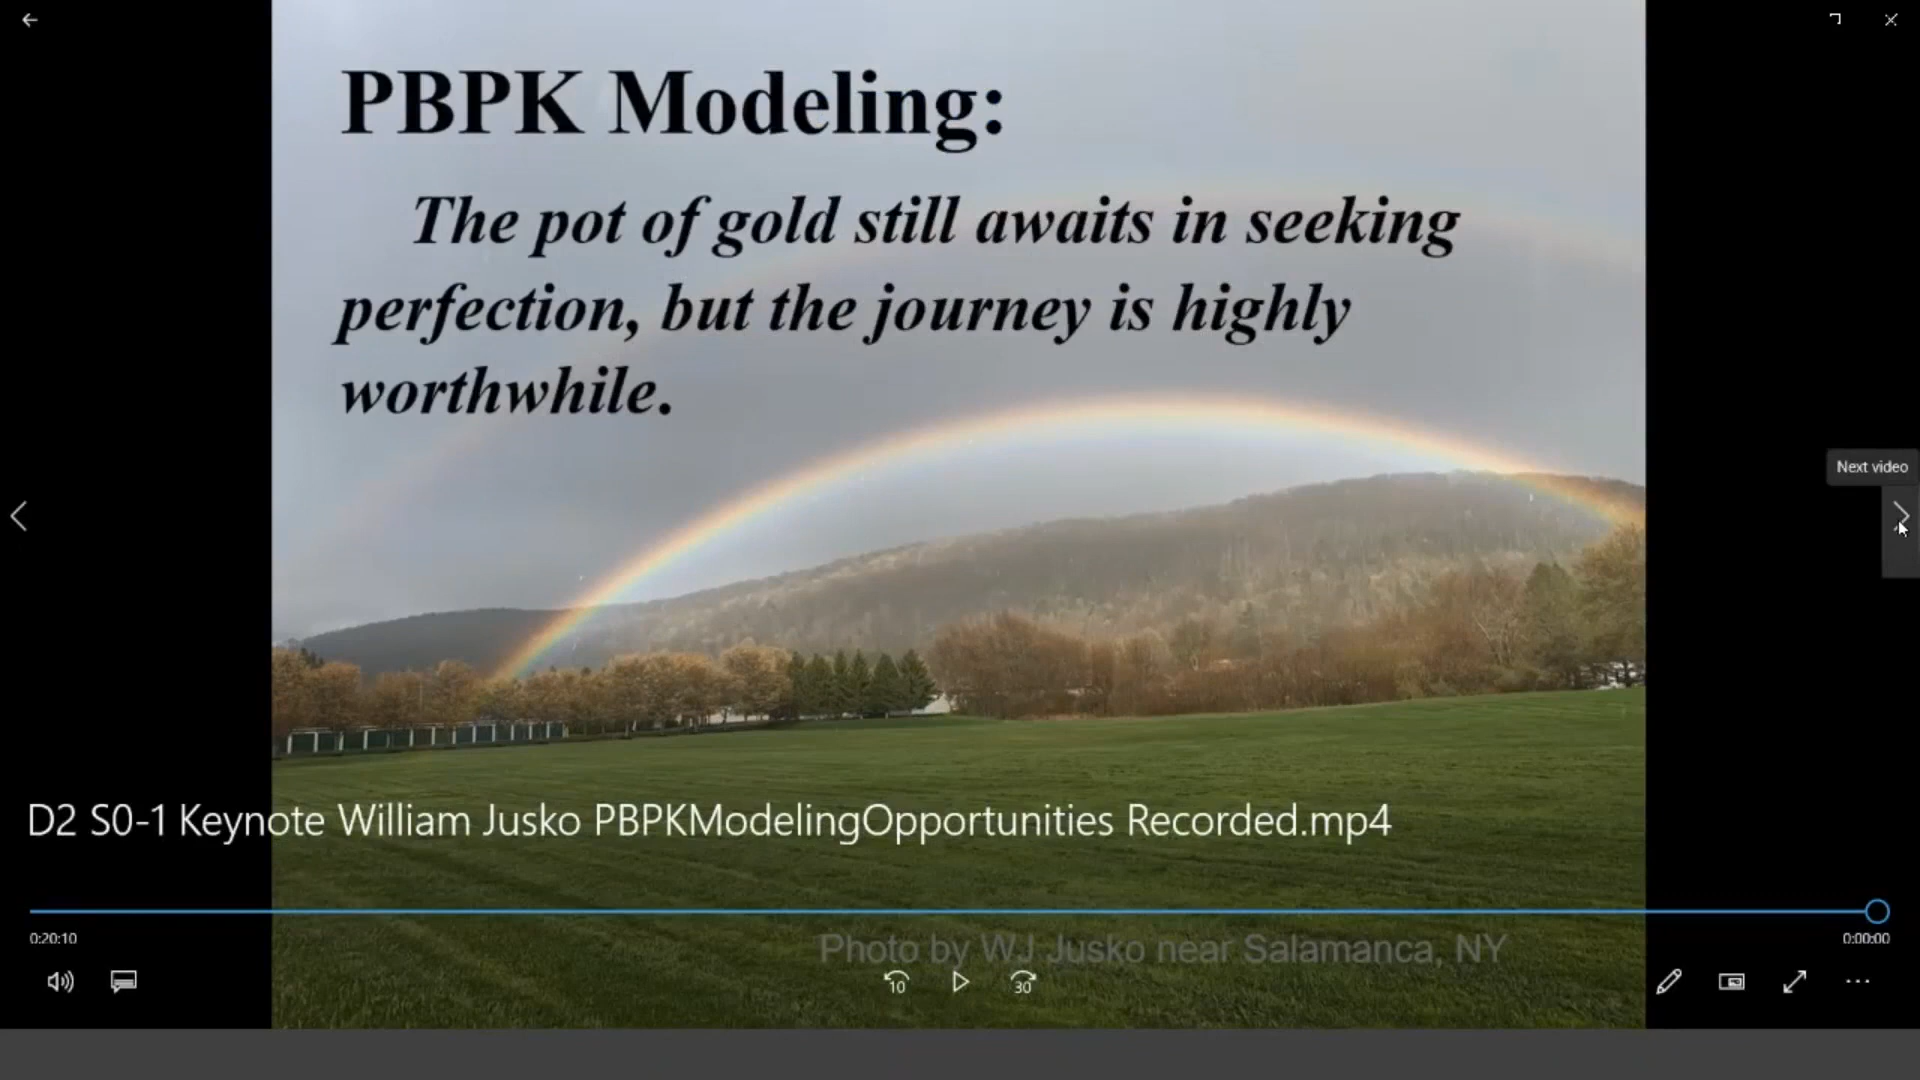 PBPK Modeling:
The pot of gold still awaits in seeking
perfection, but the journey is highly
worthwhile.
Next video
D2 S0-1 Keynote William Jusko PBPKModelingOpportunities Recorded.mp4
0:20:10
0:00:00
Photo by WJ Jusko near Salamanca, NY
10
30